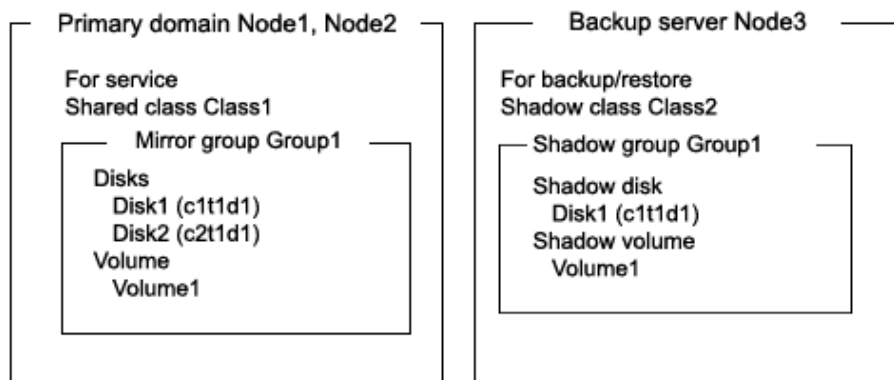 Primary domain Node1, Node2
For service
Shared class Class1
Mirror group Group1
Disks
Disk1 (c1t1d1)
Disk2 (c2t1d1)
Volume
Volume1
Backup server Node3
For backup/restore
Shadow class Class2
Shadow group Group1
Shadow disk
Disk1 (c1t1d1)
Shadow volume
Volume1